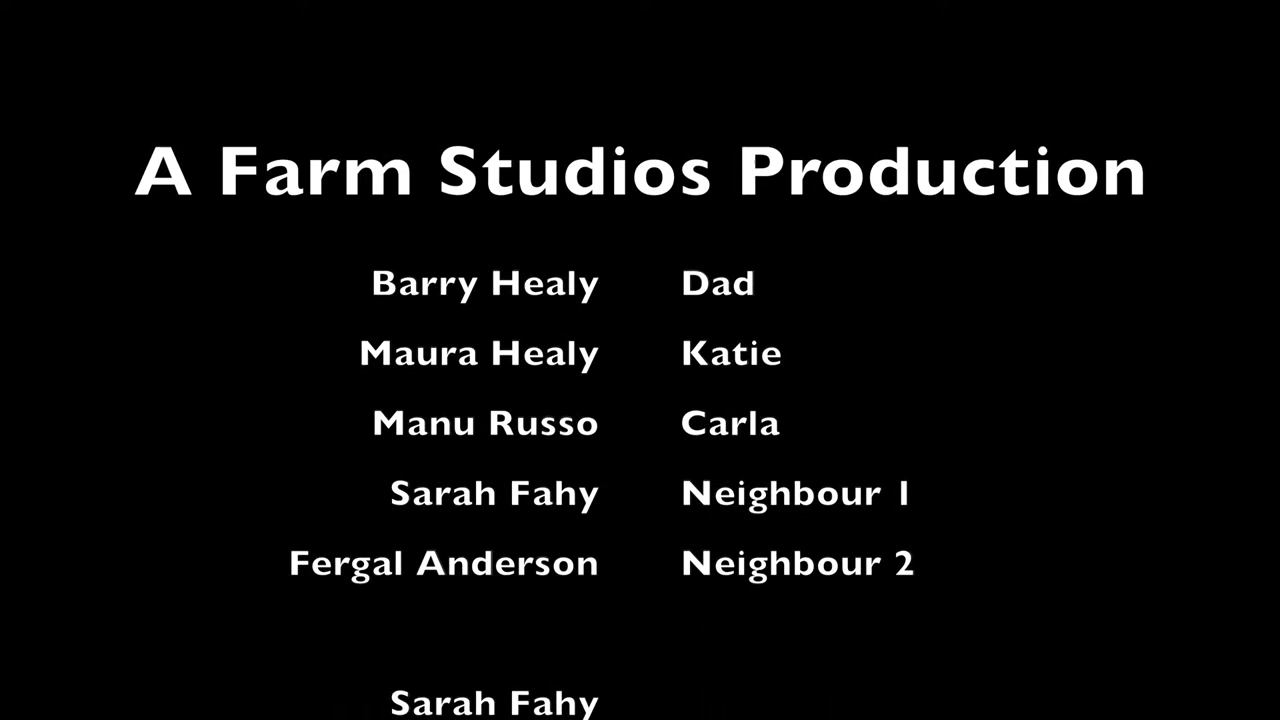 A Farm Studios Production
Barry Healy Dad
Maura Healy Katie
Manu Russo Carla
Sarah Fahy Neighbour 1
Fergal Anderson Neighbour 2
Sarah Fahy